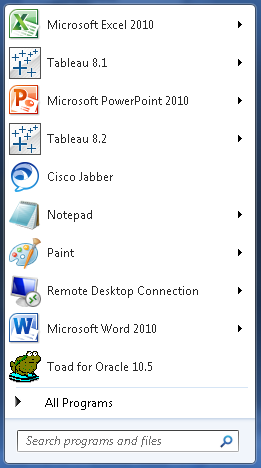 Microsoft Excel 2010
Tableau 8.1
Microsoft PowerPoint 2010
Tableau 8.2
Cisco Jabber
Notepad
Paint
Remote Desktop Connection
Microsoft Word 2010
Toad for Oracle 10.5
All Programs
Search programs and files